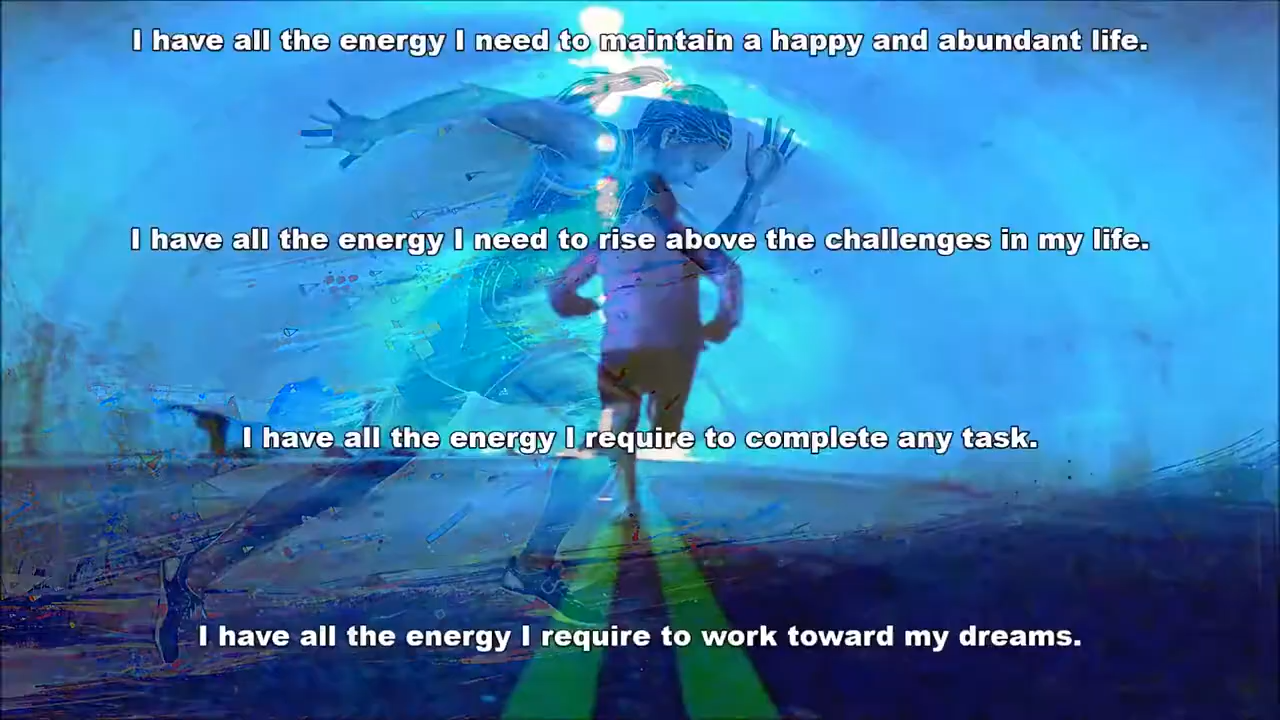 I have all the energy I need to maintain a happy and abundant life.
I have all the energy I need to rise above the challenges in my life.
I have all the energy I require to complete any task.
I have all the energy I require to work toward my dreams.